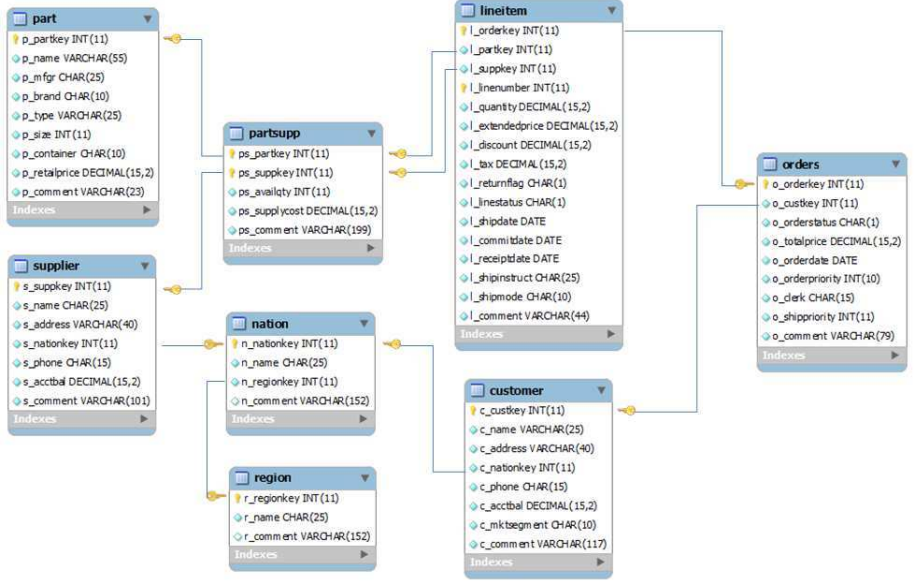 part
p_partkey INT(11)
p_name VARCHAR(55)
p_mfgr CHAR(25)
p_brand CHAR(10)
p_type VARCHAR(25)
p_size INT(11)
p_container CHAR(10)
p_retailprice DECIMAL(15,2)
p_comment VARCHAR(23)
Indexes
supplier
s_suppkey INT(11)
s_name CHAR(25)
s_address VARCHAR(40)
s_nationkey INT(11)
s_phone CHAR(15)
s_acctbal DECIMAL(15,2)
s_comment VARCHAR(101)
Indexes
partsupp
ps_partkey INT(11)
ps_suppkey INT(11)
ps_availqty INT(11)
ps_supplycost DECIMAL(15,2)
ps_comment VARCHAR(199)
Indexes
nation
n_nationkey INT(11)
n_name CHAR(25)
n_regionkey INT(11)
n_comment VARCHAR(152)
Indexes
region
r_regionkey INT(11)
r_name CHAR(25)
r_comment VARCHAR(152)
Indexes
lineitem
l_orderkey INT(11)
l_partkey INT(11)
l_suppkey INT(11)
l_linenumber INT(11)
l_quantity DECIMAL(15,2)
l_extendedprice DECIMAL(15,2)
l_discount DECIMAL(15,2)
l_tax DECIMAL(15,2)
l_returnflag CHAR(1)
l_linestatus CHAR(1)
l_shipdate DATE
l_commitdate DATE
l_receiptdate DATE
l_shipinstruct CHAR(25)
l_shipmode CHAR(10)
l_comment VARCHAR(44)
Indexes
customer
c_custkey INT(11)
c_name VARCHAR(25)
c_address VARCHAR(40)
c_nationkey INT(11)
c_phone CHAR(15)
c_acctbal DECIMAL(15,2)
c_mktsegment CHAR(10)
c_comment VARCHAR(117)
Indexes
orders
o_orderkey INT(11)
o_custkey INT(11)
o_orderstatus CHAR(1)
o_totalprice DECIMAL(15,2)
o_orderdate DATE
o_orderpriority INT(10)
o_clerk CHAR(15)
o_shippriority INT(11)
o_comment VARCHAR(79)
Indexes